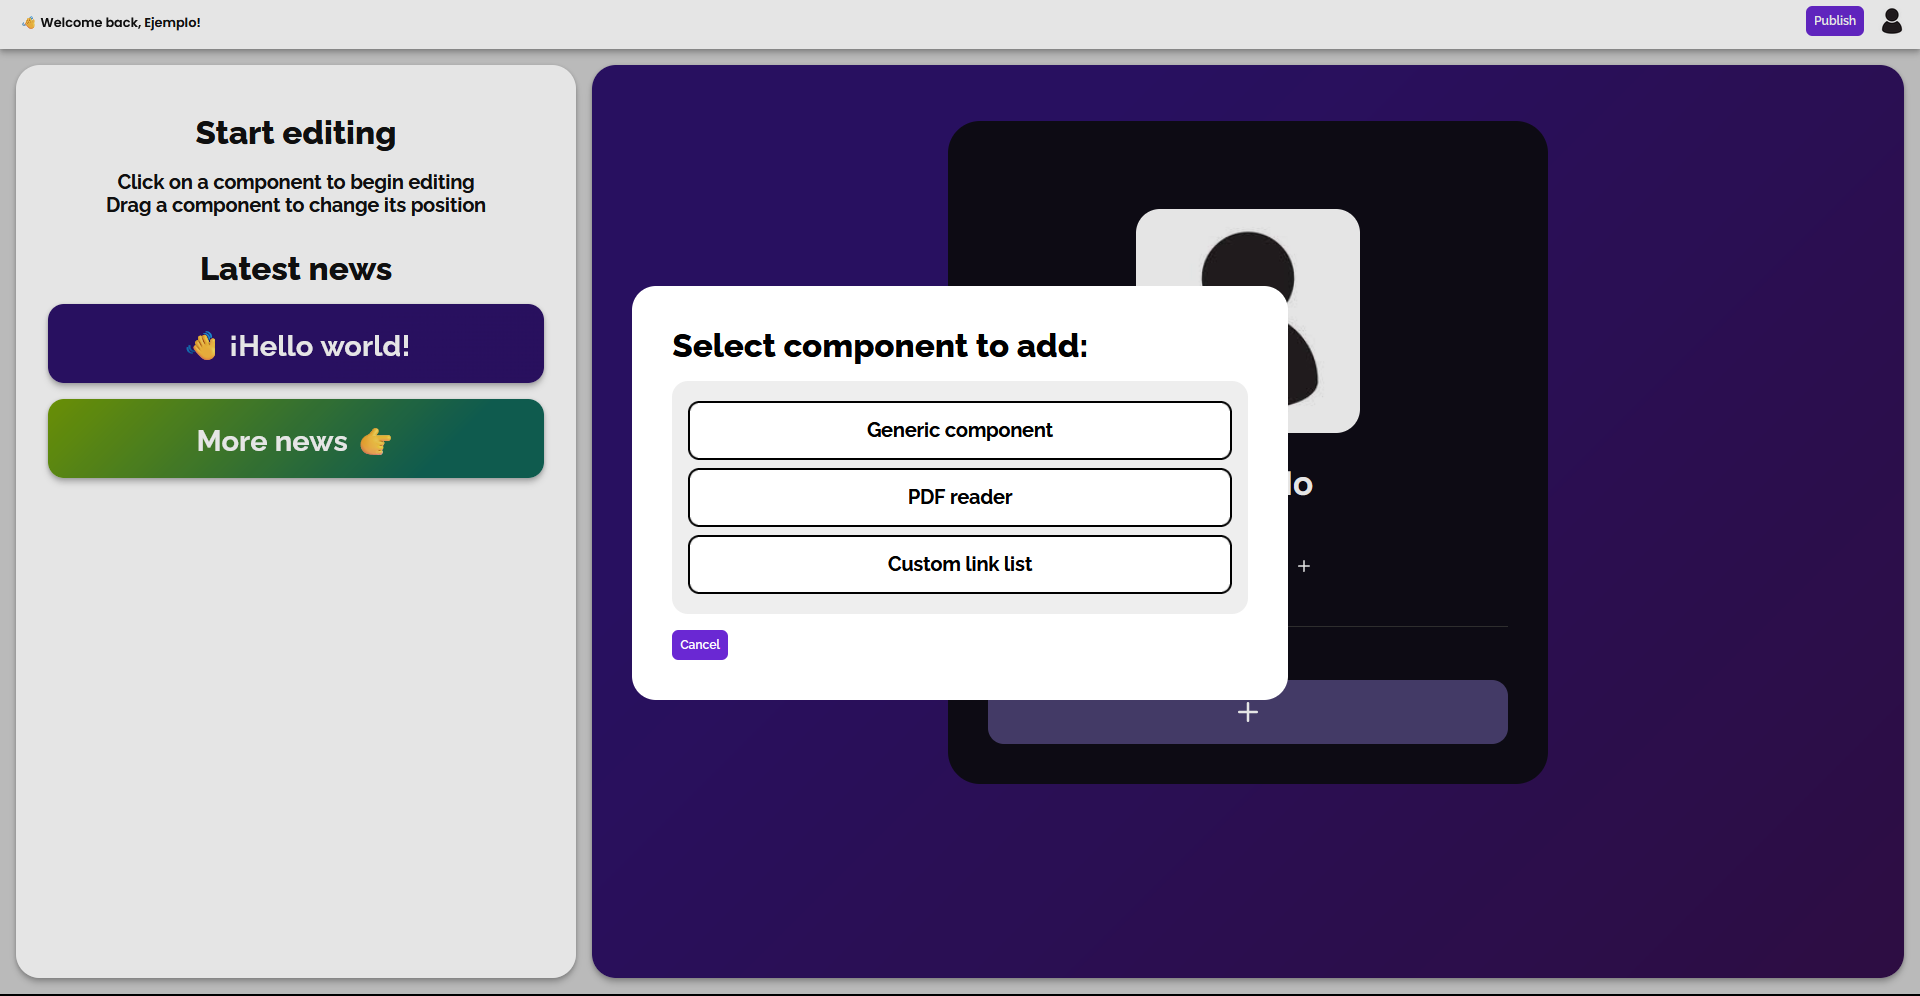 👋 Welcome back, Ejemplo!
Publish
Start editing
Click on a component to begin editing
Drag a component to change its position
Latest news
👋 ¡Hello world!
More news 👉
Select component to add:
Generic component
PDF reader
Custom link list
Cancel
lo
+
+